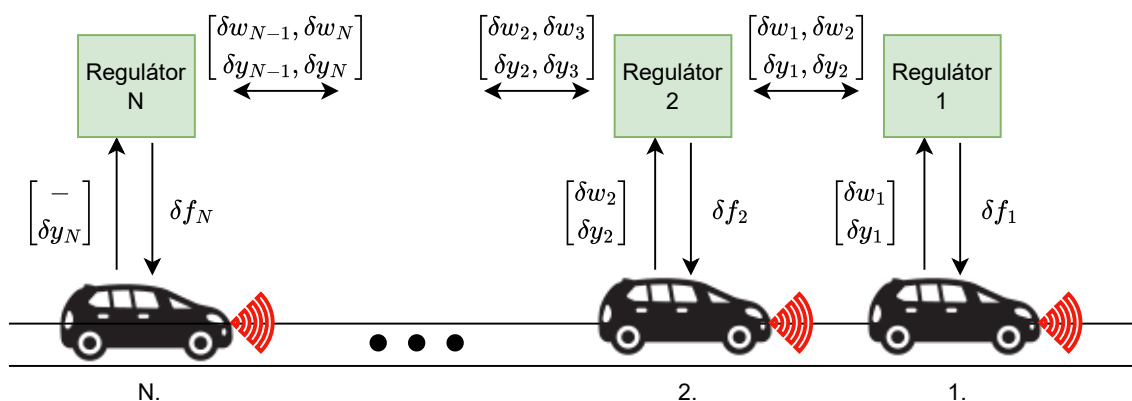 Regulátor
N
[δw_{N−1}, δw_N]
[δy_{N−1}, δy_N]
[δw_2, δw_3]
[δy_2, δy_3]
Regulátor
2
[δw_1, δw_2]
[δy_1, δy_2]
Regulátor
1
[−]
[δy_N]
δf_N
[δw_2]
[δy_2]
δf_2
[δw_1]
[δy_1]
δf_1
N.
2.
1.